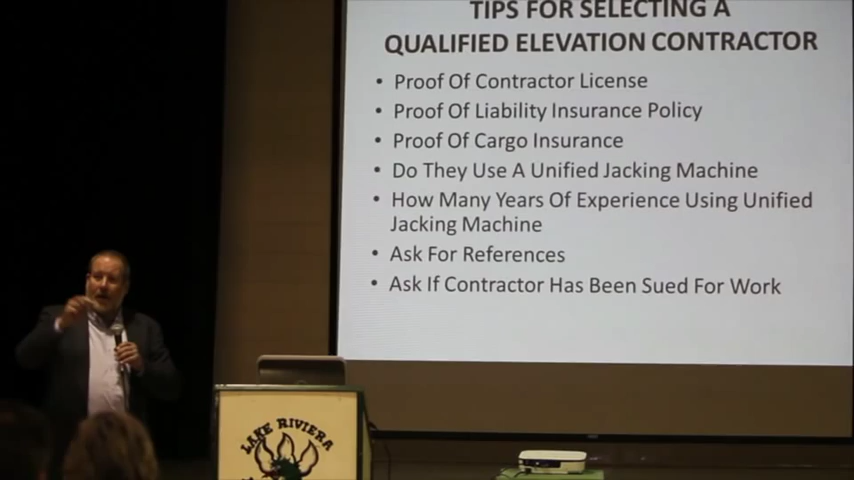 TIPS FOR SELECTING A
QUALIFIED ELEVATION CONTRACTOR
• Proof Of Contractor License
• Proof Of Liability Insurance Policy
• Proof Of Cargo Insurance
• Do They Use A Unified Jacking Machine
• How Many Years Of Experience Using Unified
Jacking Machine
• Ask For References
• Ask If Contractor Has Been Sued For Work
LAKE RIVIERA